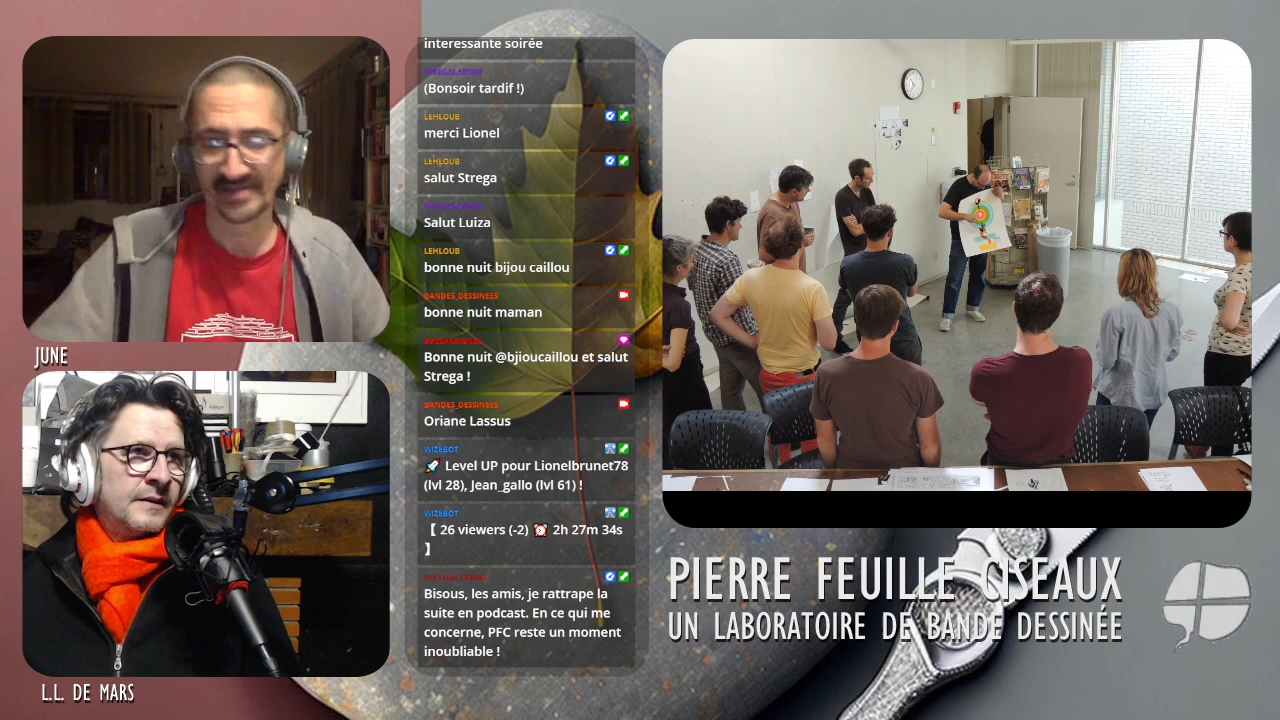 JUNE
L.L. DE MARS
interessante soirée
(Bonsoir tardif !)
LEHLOUB
merci Lionel
LEHLOUB
salut Strega
Salut Luiza
LEHLOUB
bonne nuit bijou caillou
BANDES_DESSINEES
bonne nuit maman
Bonne nuit @bjioucaillou et salut
Strega !
BANDES_DESSINEES
Oriane Lassus
WIZEBOT
🚀 Level UP pour Lionelbrunet78
(lvl 28), Jean_gallo (lvl 61) !
WIZEBOT
【 26 viewers (-2) ⏰ 2h 27m 34s
】
Bisous, les amis, je rattrape la
suite en podcast. En ce qui me
concerne, PFC reste un moment
inoubliable !
PIERRE FEUILLE CISEAUX
UN LABORATOIRE DE BANDE DESSINÉE